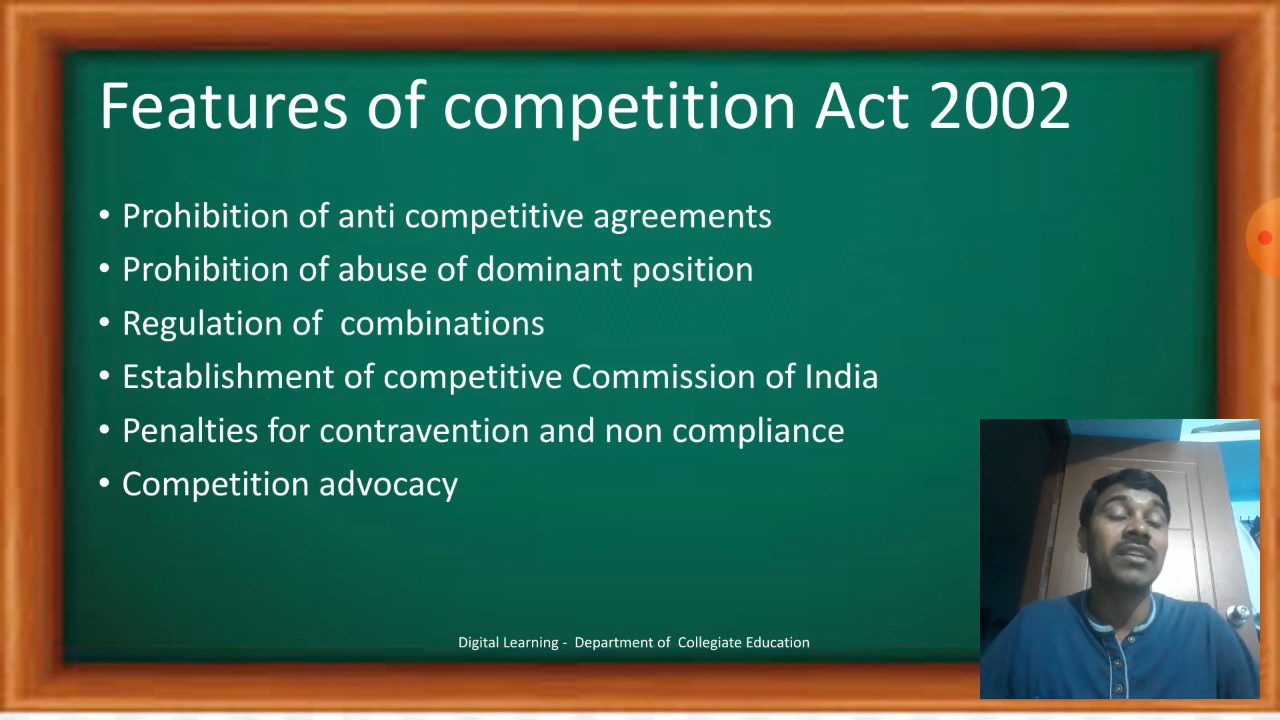 Features of competition Act 2002
• Prohibition of anti competitive agreements
• Prohibition of abuse of dominant position
• Regulation of  combinations
• Establishment of competitive Commission of India
• Penalties for contravention and non compliance
• Competition advocacy
Digital Learning -  Department of  Collegiate Education